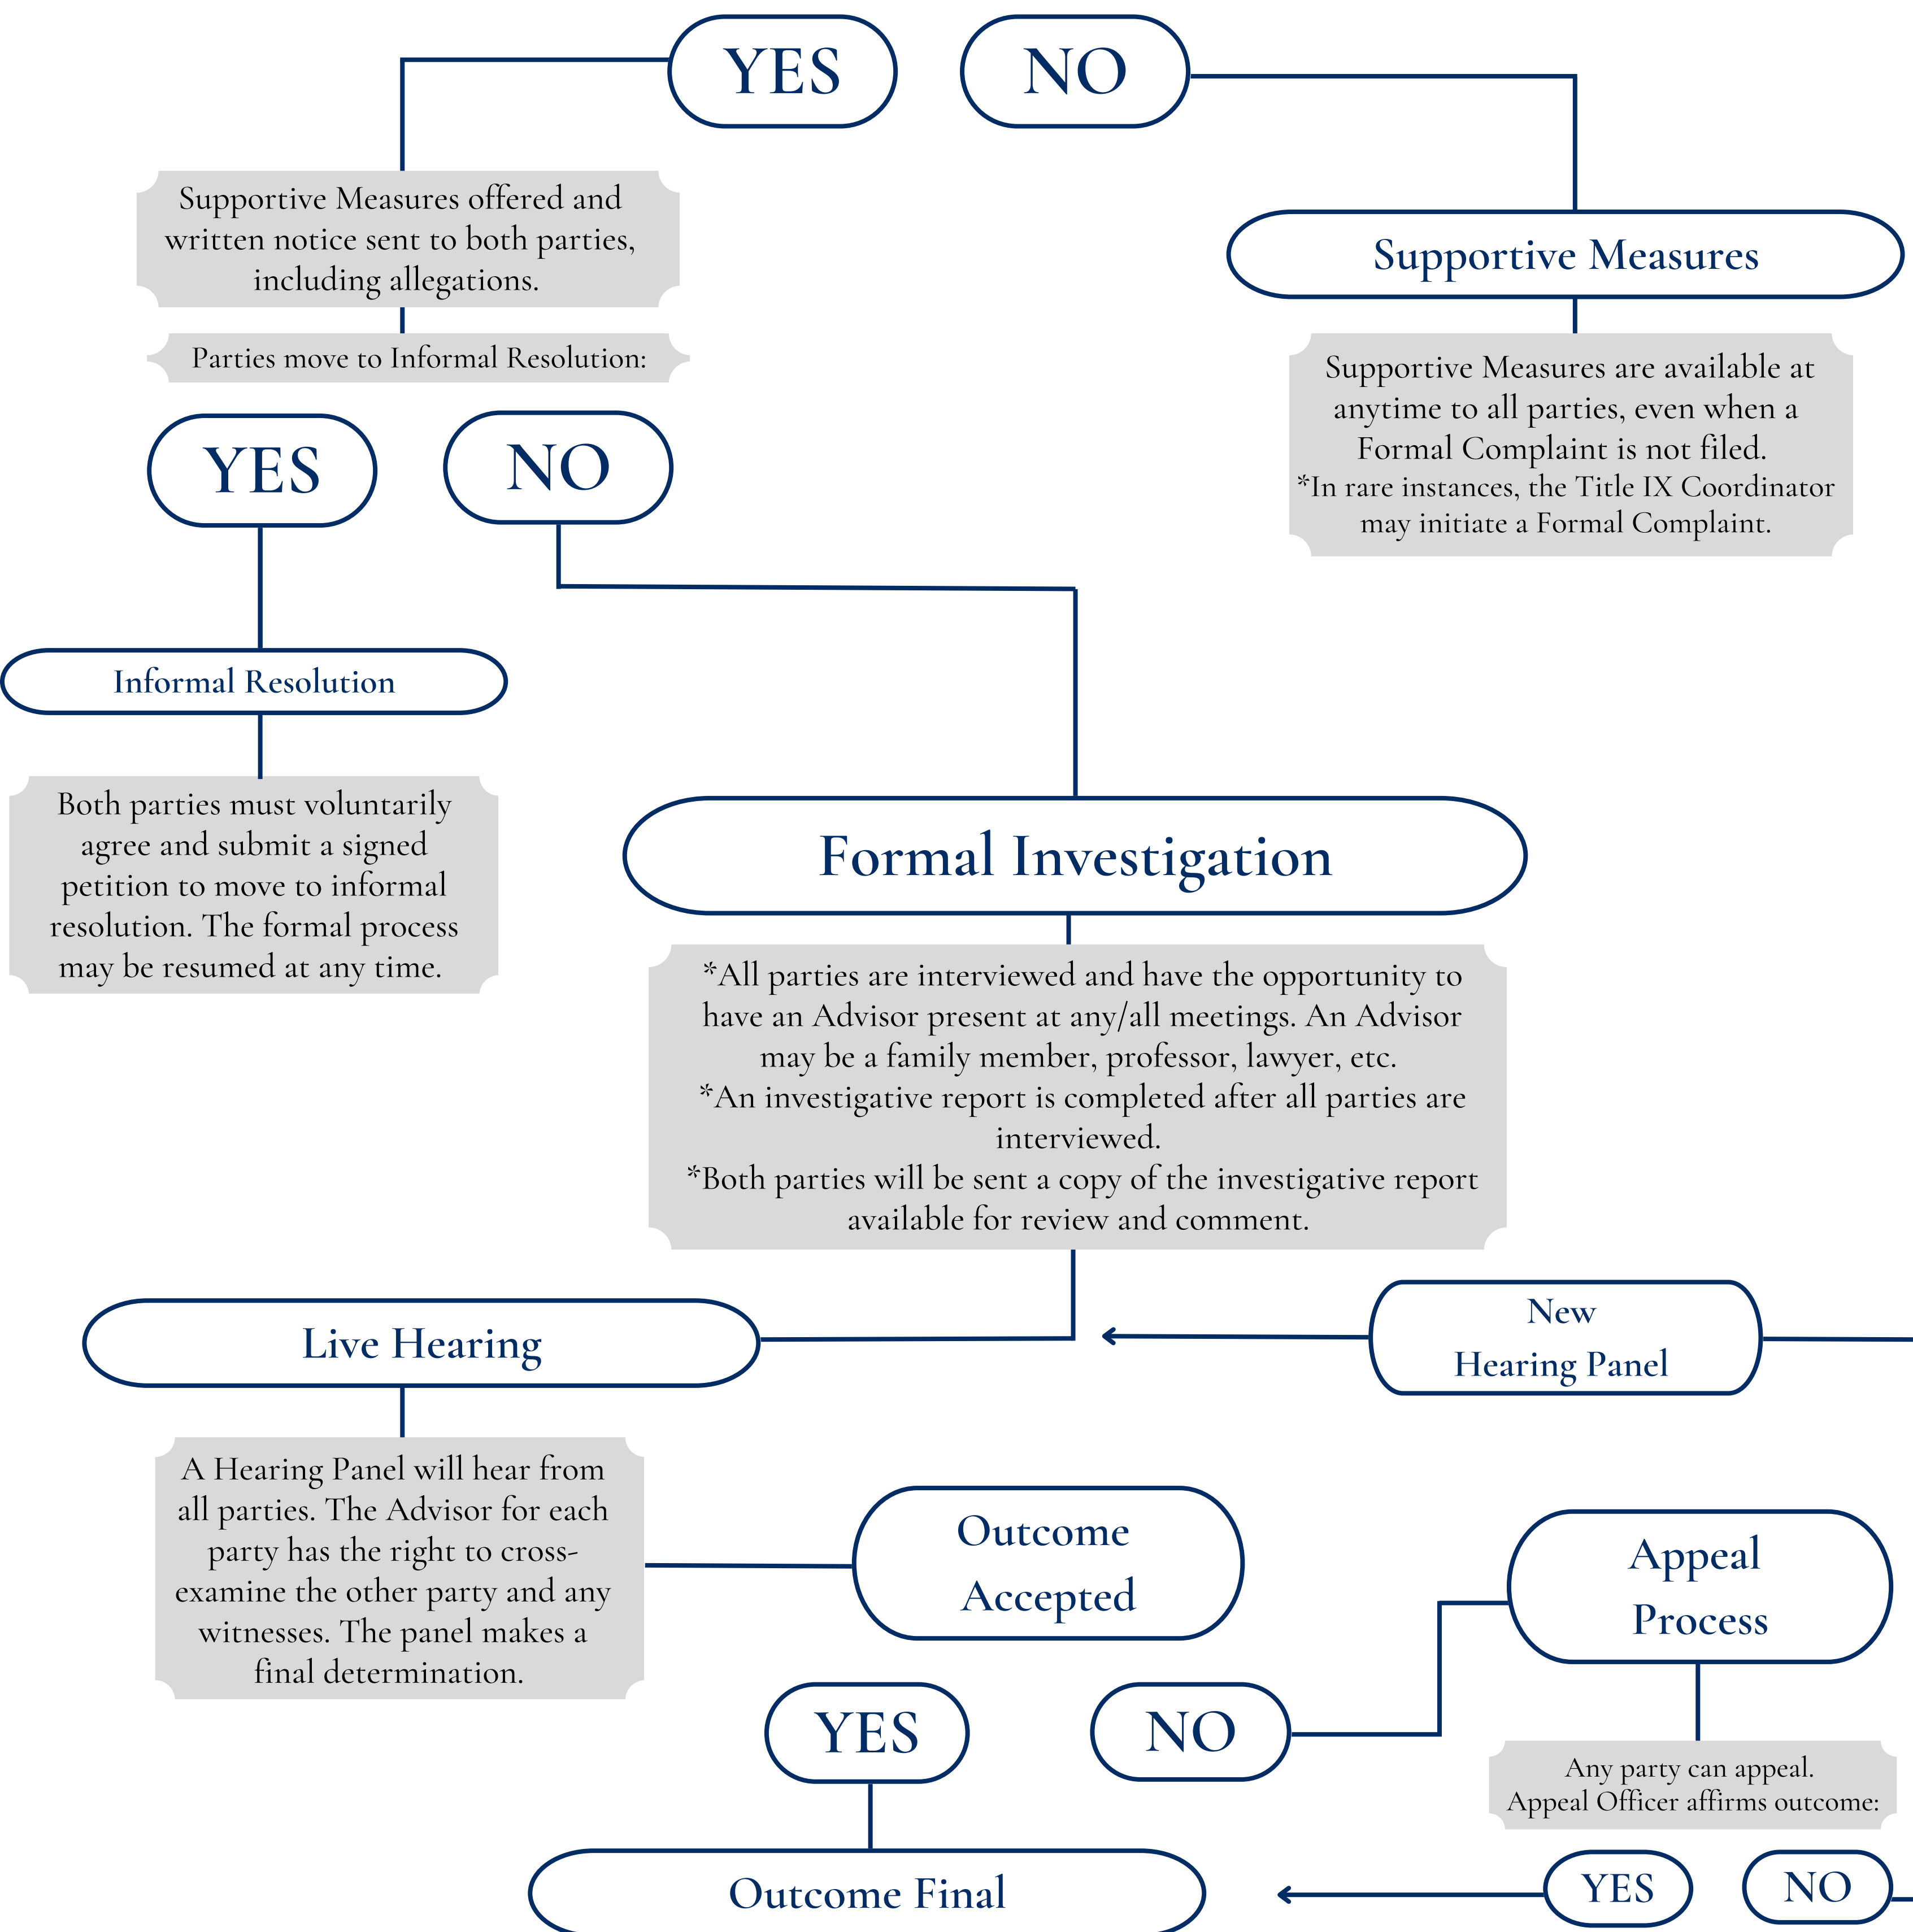 YES
NO
Supportive Measures offered and
written notice sent to both parties,
including allegations.
Supportive Measures
Parties move to Informal Resolution:
Supportive Measures are available at
anytime to all parties, even when a
Formal Complaint is not filed.
*In rare instances, the Title IX Coordinator
may initiate a Formal Complaint.
YES
NO
Informal Resolution
Both parties must voluntarily
agree and submit a signed
petition to move to informal
resolution. The formal process
may be resumed at any time.
Formal Investigation
*All parties are interviewed and have the opportunity to
have an Advisor present at any/all meetings. An Advisor
may be a family member, professor, lawyer, etc.
*An investigative report is completed after all parties are
interviewed.
*Both parties will be sent a copy of the investigative report
available for review and comment.
Live Hearing
New
Hearing Panel
A Hearing Panel will hear from
all parties. The Advisor for each
party has the right to cross-
examine the other party and any
witnesses. The panel makes a
final determination.
Outcome
Accepted
Appeal
Process
YES
NO
Any party can appeal.
Appeal Officer affirms outcome:
Outcome Final
YES
NO